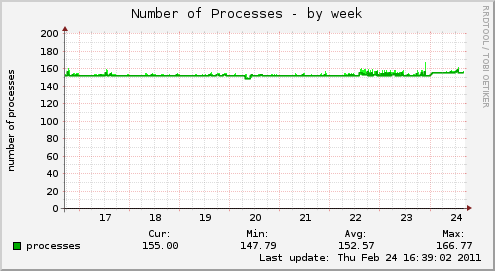 Number of Processes - by week
RRDTOOL / TOBI OETIKER
number of processes
200
180
160
140
120
100
80
60
40
20
0
17 18 19 20 21 22 23 24
Cur: Min: Avg: Max:
processes 155.00 147.79 152.57 166.77
Last update: Thu Feb 24 16:39:02 2011